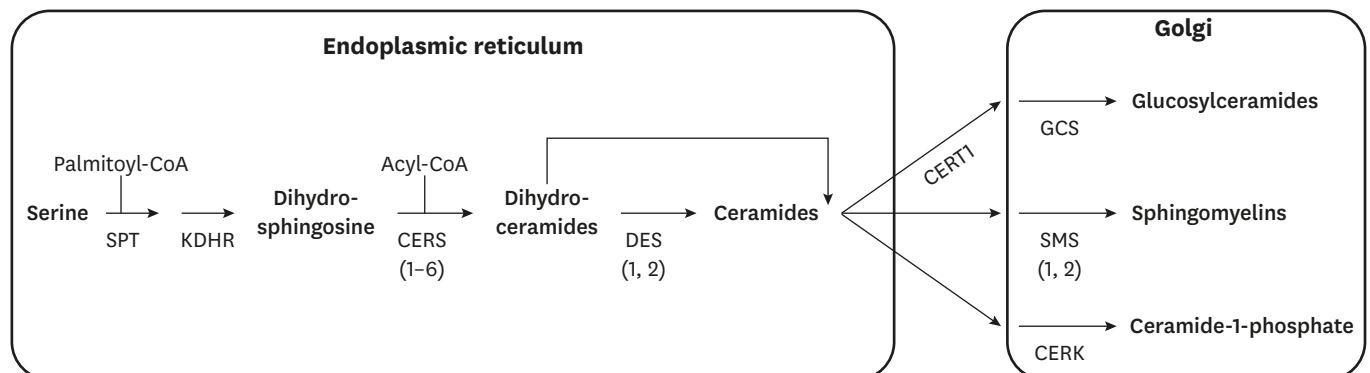 Endoplasmic reticulum
Golgi
Palmitoyl-CoA
Serine
SPT
KDHR
Dihydro-
sphingosine
Acyl-CoA
CERS
(1–6)
Dihydro-
ceramides
DES
(1, 2)
Ceramides
CERT1
GCS
Glucosylceramides
SMS
(1, 2)
Sphingomyelins
CERK
Ceramide-1-phosphate